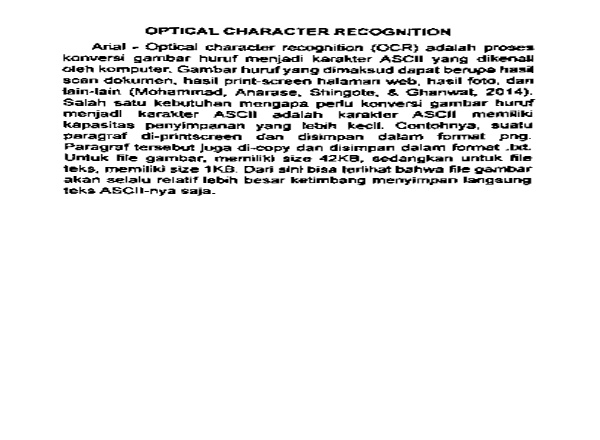 OPTICAL CHARACTER RECOGNITION
Arial - Optical character recognition (OCR) adalah proses
konversi gambar huruf menjadi karakter ASCII yang dikenali
oleh komputer. Gambar huruf yang dimaksud dapat berupa hasil
scan dokumen, hasil print-screen halaman web, hasil foto, dan
lain-lain (Mohammad, Anarase, Shingote, & Ghanwat, 2014).
Salah satu kebutuhan mengapa perlu konversi gambar huruf
menjadi karakter ASCII adalah karakter ASCII memiliki
kapasitas penyimpanan yang lebih kecil. Contohnya, suatu
paragraf di-printscreen dan disimpan dalam format png.
Paragraf tersebut juga di-copy dan disimpan dalam format .txt.
Untuk file gambar, memiliki size 42KB, sedangkan untuk file
teks, memiliki size 1KB. Dari sini bisa terlihat bahwa file gambar
akan selalu relatif lebih besar ketimbang menyimpan langsung
teks ASCII-nya saja.